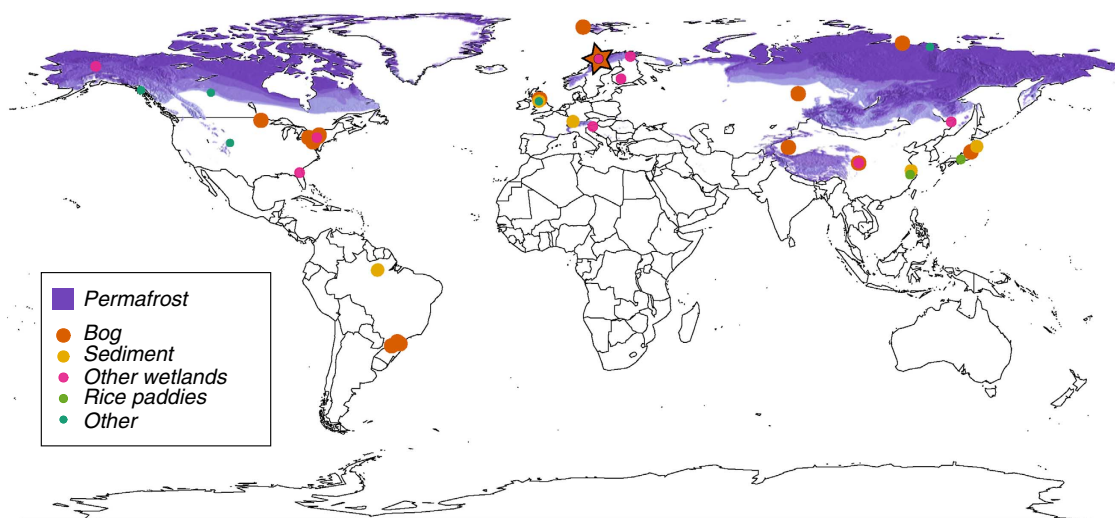 Permafrost
Bog
Sediment
Other wetlands
Rice paddies
Other